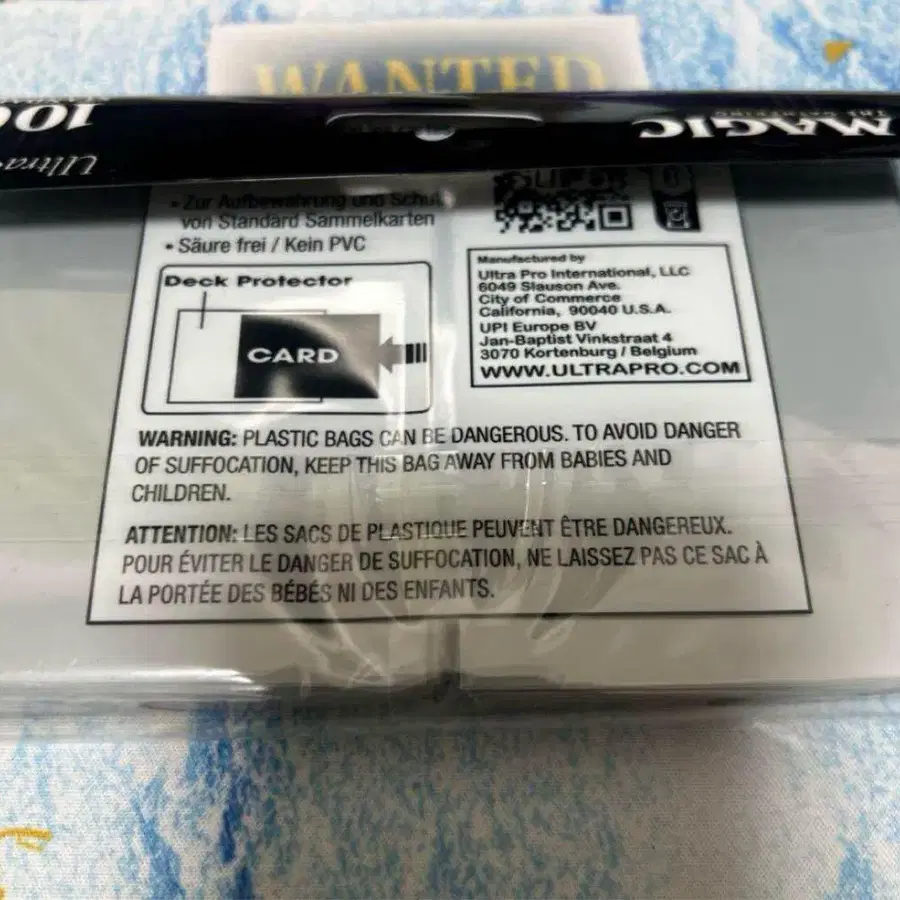 WANTED
100
MAGIC
THE GATHERING
Ultra
• Zur Aufbewahrung und
von Standard Sammelkarten
• Säure frei / Kein PVC
Deck Protector
CARD
Manufactured by
Ultra Pro International, LLC
6049 Slauson Ave.
City of Commerce
California, 90040 U.S.A.
UPI Europe BV
Jan-Baptist Vinkstraat 4
3070 Kortenburg / Belgium
WWW.ULTRAPRO.COM
WARNING: PLASTIC BAGS CAN BE DANGEROUS. TO AVOID DANGER
OF SUFFOCATION, KEEP THIS BAG AWAY FROM BABIES AND
CHILDREN.
ATTENTION: LES SACS DE PLASTIQUE PEUVENT ÊTRE DANGEREUX.
POUR ÉVITER LE DANGER DE SUFFOCATION, NE LAISSEZ PAS CE SAC À
LA PORTÉE DES BÉBÉS NI DES ENFANTS.